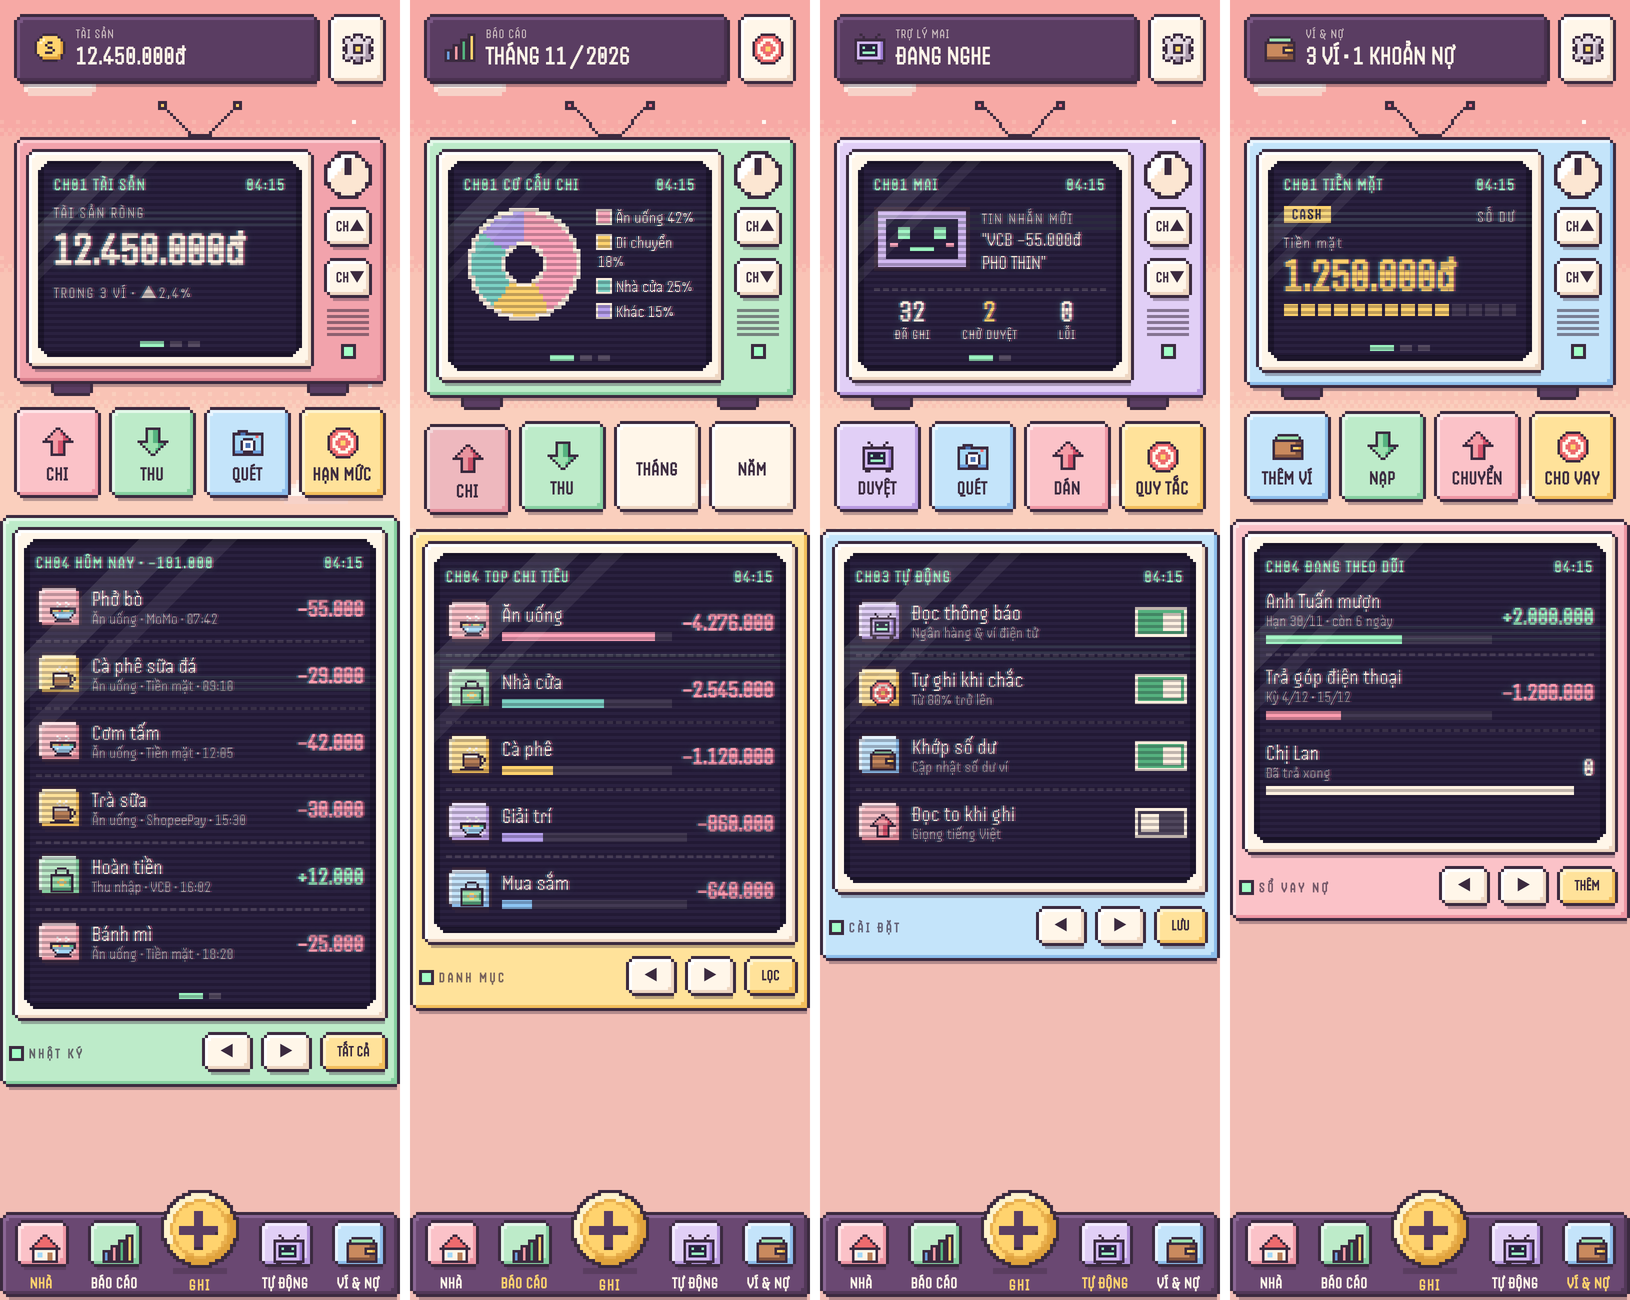 TÀI SẢN
12.450.000đ
CH01 TÀI SẢN 04:15
TÀI SẢN RÒNG
12.450.000đ
TRONG 3 VÍ · ▲2,4%
CH▲
CH▼
CHI
THU
QUÉT
HẠN MỨC
CH04 HÔM NAY · -181.000 04:15
Phở bò
Ăn uống · MoMo · 07:42
-55.000
Cà phê sữa đá
Ăn uống · Tiền mặt · 09:10
-29.000
Cơm tấm
Ăn uống · Tiền mặt · 12:05
-42.000
Trà sữa
Ăn uống · ShopeePay · 15:30
-30.000
Hoàn tiền
Thu nhập · VCB · 16:02
+12.000
Bánh mì
Ăn uống · Tiền mặt · 18:20
-25.000
NHẬT KÝ
◀
▶
TẤT CẢ
NHÀ
BÁO CÁO
GHI
TỰ ĐỘNG
VÍ & NỢ
BÁO CÁO
THÁNG 11/2026
CH01 CƠ CẤU CHI 04:15
Ăn uống 42%
Di chuyển
18%
Nhà cửa 25%
Khác 15%
CH▲
CH▼
CHI
THU
THÁNG
NĂM
CH04 TOP CHI TIÊU 04:15
Ăn uống
-4.276.000
Nhà cửa
-2.545.000
Cà phê
-1.120.000
Giải trí
-860.000
Mua sắm
-640.000
DANH MỤC
◀
▶
LỌC
NHÀ
BÁO CÁO
GHI
TỰ ĐỘNG
VÍ & NỢ
TRỢ LÝ MAI
ĐANG NGHE
CH01 MAI 04:15
TIN NHẮN MỚI
"VCB -55.000đ
PHO THIN"
32
ĐÃ GHI
2
CHỜ DUYỆT
0
LỖI
CH▲
CH▼
DUYỆT
QUÉT
DÁN
QUY TẮC
CH03 TỰ ĐỘNG 04:15
Đọc thông báo
Ngân hàng & ví điện tử
Tự ghi khi chắc
Từ 80% trở lên
Khớp số dư
Cập nhật số dư ví
Đọc to khi ghi
Giọng tiếng Việt
CÀI ĐẶT
◀
▶
LƯU
NHÀ
BÁO CÁO
GHI
TỰ ĐỘNG
VÍ & NỢ
VÍ & NỢ
3 VÍ · 1 KHOẢN NỢ
CH01 TIỀN MẶT 04:15
CASH
SỐ DƯ
Tiền mặt
1.250.000đ
CH▲
CH▼
THÊM VÍ
NẠP
CHUYỂN
CHO VAY
CH04 ĐANG THEO DÕI 04:15
Anh Tuấn mượn
Hạn 30/11 · còn 6 ngày
+2.000.000
Trả góp điện thoại
Kỳ 4/12 · 15/12
-1.200.000
Chị Lan
Đã trả xong
0
SỔ VAY NỢ
◀
▶
THÊM
NHÀ
BÁO CÁO
GHI
TỰ ĐỘNG
VÍ & NỢ